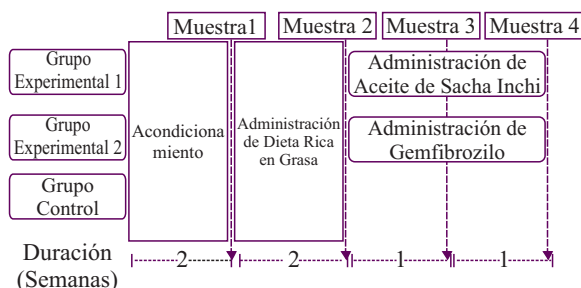 Muestra1
Muestra 2
Muestra 3
Muestra 4
Grupo
Experimental 1
Grupo
Experimental 2
Grupo
Control
Acondiciona
miento
Administración
de Dieta Rica
en Grasa
Administración de
Aceite de Sacha Inchi
Administración de
Gemfibrozilo
Duración
(Semanas)
2
2
1
1